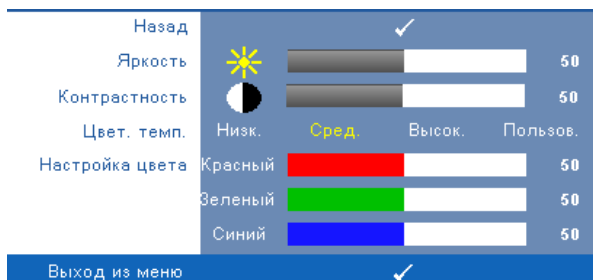 Назад
Яркость 50
Контрастность 50
Цвет. темп. Низк. Сред. Высок. Пользов.
Настройка цвета Красный 50
Зеленый 50
Синий 50
Выход из меню